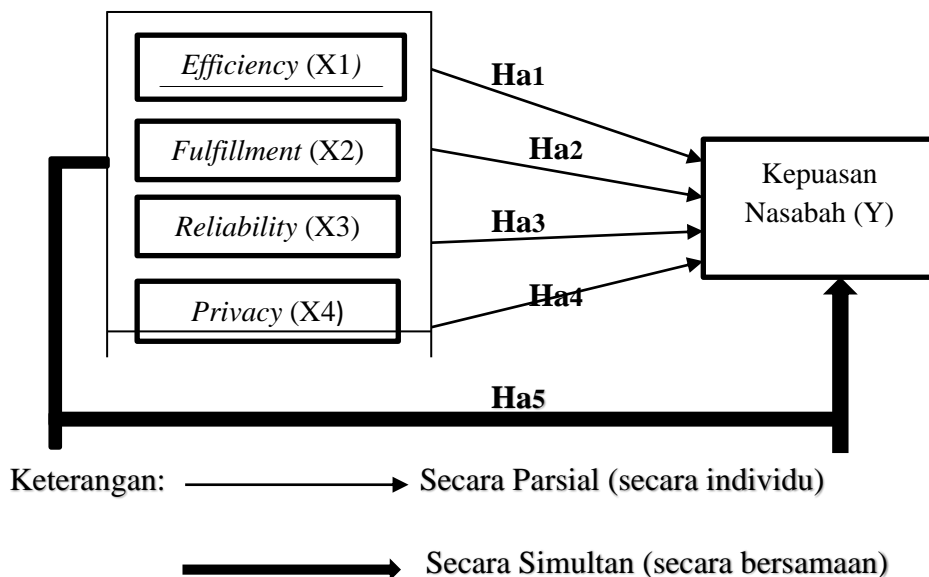 Efficiency (X1)
Ha1
Fulfillment (X2)
Ha2
Kepuasan
Nasabah (Y)
Reliability (X3)
Ha3
Privacy (X4)
Ha4
Ha5
Keterangan: Secara Parsial (secara individu)
Secara Simultan (secara bersamaan)